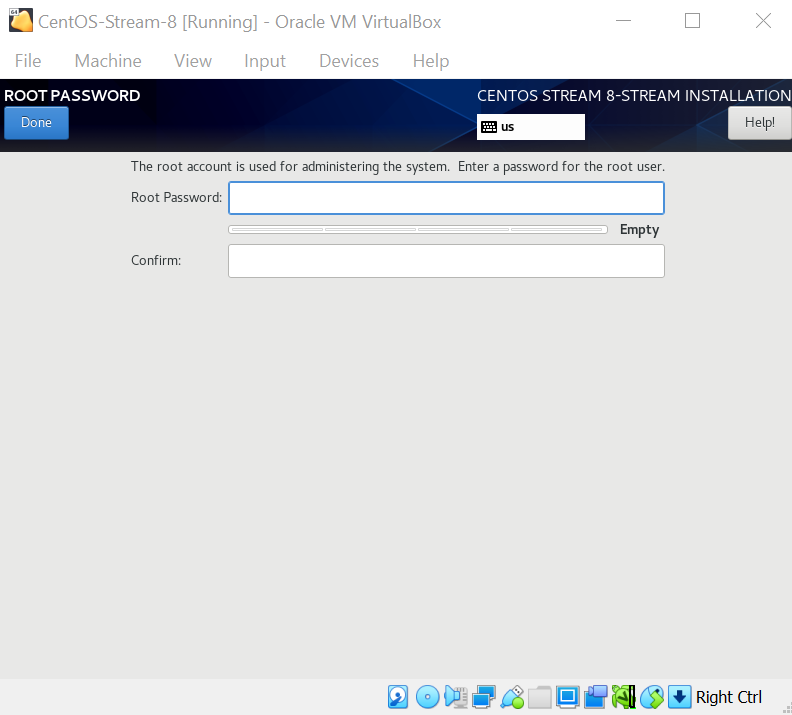 CentOS-Stream-8 [Running] - Oracle VM VirtualBox
File Machine View Input Devices Help
ROOT PASSWORD
CENTOS STREAM 8-STREAM INSTALLATION
Done
us
Help!
The root account is used for administering the system.  Enter a password for the root user.
Root Password:
Empty
Confirm:
Right Ctrl